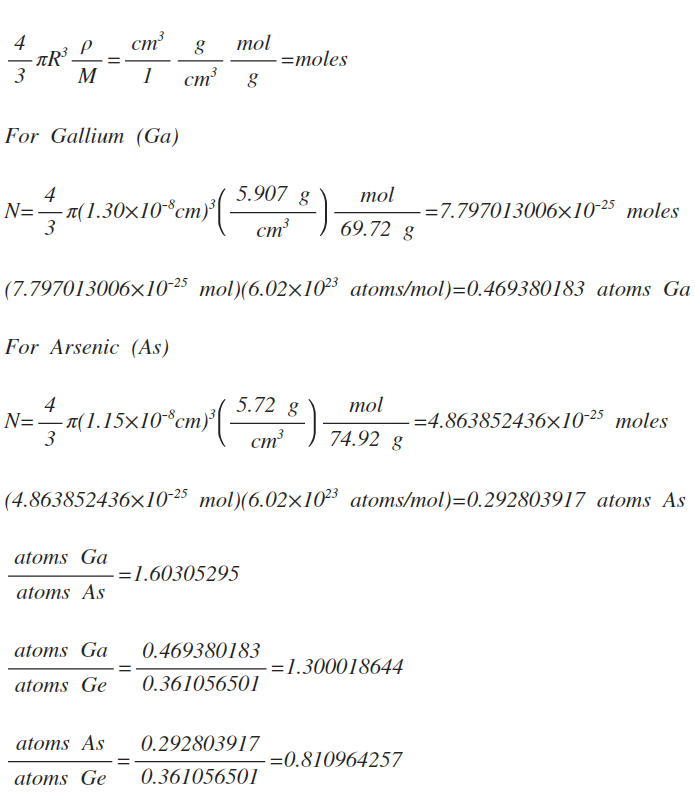 4/3 πR³ ρ/M = cm³/1 g/cm³ mol/g =moles
For Gallium (Ga)
N= 4/3 π(1.30×10⁻⁸cm)³( 5.907 g/cm³ ) mol/69.72 g =7.797013006×10⁻²⁵ moles
(7.797013006×10⁻²⁵ mol)(6.02×10²³ atoms/mol)=0.469380183 atoms Ga
For Arsenic (As)
N= 4/3 π(1.15×10⁻⁸cm)³( 5.72 g/cm³ ) mol/74.92 g =4.863852436×10⁻²⁵ moles
(4.863852436×10⁻²⁵ mol)(6.02×10²³ atoms/mol)=0.292803917 atoms As
atoms Ga/atoms As =1.60305295
atoms Ga/atoms Ge = 0.469380183/0.361056501 =1.300018644
atoms As/atoms Ge = 0.292803917/0.361056501 =0.810964257